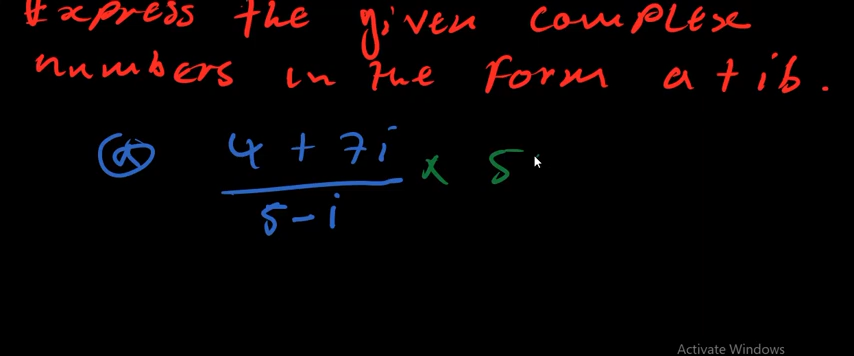 Express the given complex
numbers in the form a + ib.
(a) 4 + 7i × 5
5 - i
Activate Windows